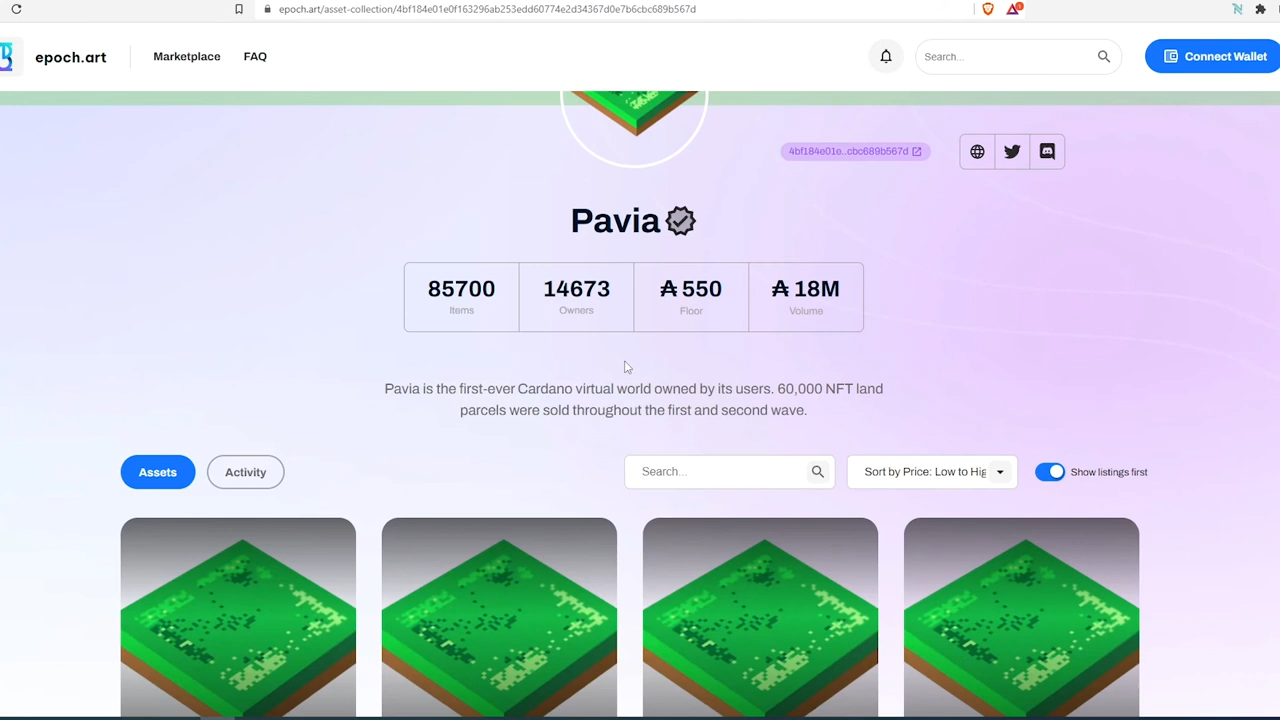 epoch.art/asset-collection/4bf184e01e0f163296ab253edd60774e2d34367d0e7b6cbc689b567d
epoch.art
Marketplace
FAQ
Search...
Connect Wallet
4bf184e01e..cbc689b567d
Pavia
85700
Items
14673
Owners
₳ 550
Floor
₳ 18M
Volume
Pavia is the first-ever Cardano virtual world owned by its users. 60,000 NFT land
parcels were sold throughout the first and second wave.
Assets
Activity
Search...
Sort by Price: Low to Hig
Show listings first